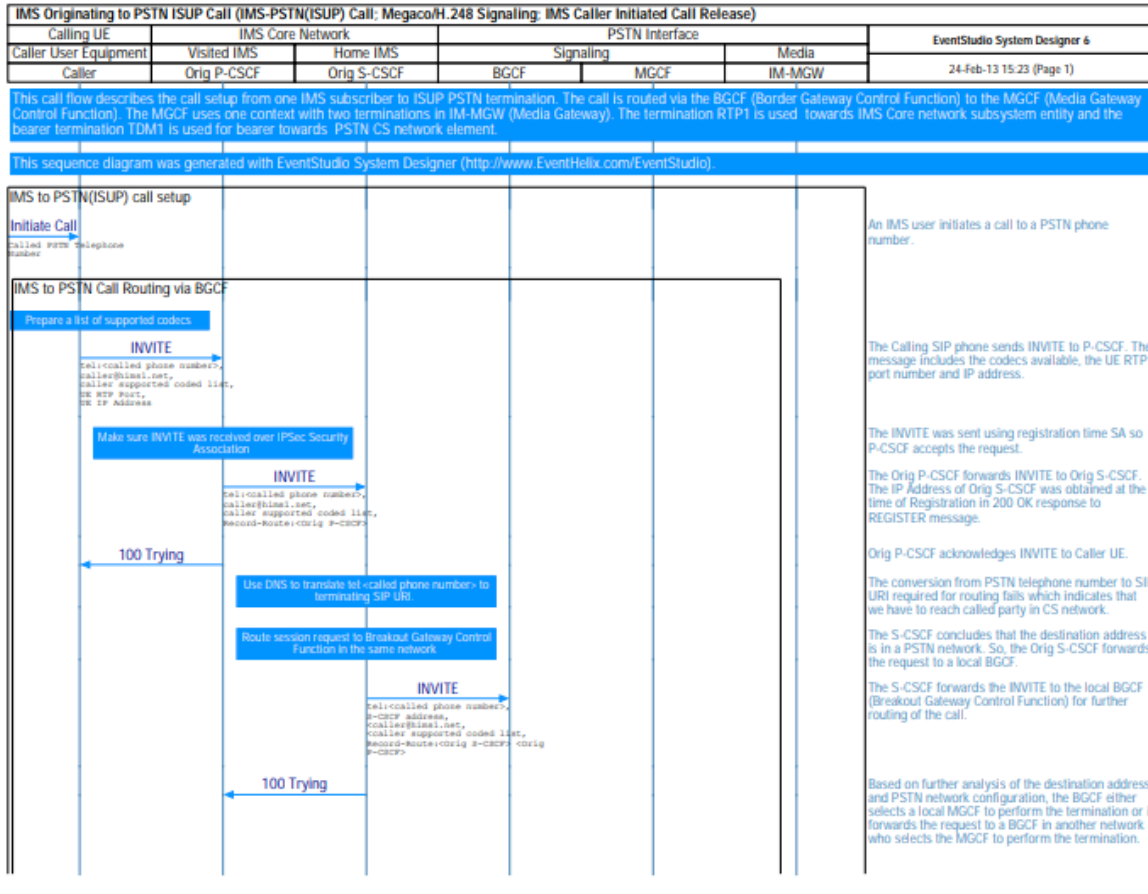 IMS Originating to PSTN ISUP Call (IMS-PSTN(ISUP) Call; Megaco/H.248 Signaling; IMS Caller Initiated Call Release)
Calling UE IMS Core Network PSTN Interface
EventStudio System Designer 6
Caller User Equipment Visited IMS Home IMS Signaling Media
Caller Orig P-CSCF Orig S-CSCF BGCF MGCF IM-MGW
24-Feb-13 15:23 (Page 1)
This call flow describes the call setup from one IMS subscriber to ISUP PSTN termination. The call is routed via the BGCF (Border Gateway Control Function) to the MGCF (Media Gateway
Control Function). The MGCF uses one context with two terminations in IM-MGW (Media Gateway). The termination RTP1 is used towards IMS Core network subsystem entity and the
bearer termination TDM1 is used for bearer towards PSTN CS network element.
This sequence diagram was generated with EventStudio System Designer (http://www.EventHelix.com/EventStudio).
IMS to PSTN(ISUP) call setup
Initiate Call
Called PSTN Telephone
Number
An IMS user initiates a call to a PSTN phone
number.
IMS to PSTN Call Routing via BGCF
Prepare a list of supported codecs
INVITE
tel:<called phone number>,
caller@hims1.net,
caller supported coded list,
UE RTP Port,
UE IP Address
The Calling SIP phone sends INVITE to P-CSCF. The
message includes the codecs available, the UE RTP
port number and IP address.
Make sure INVITE was received over IPSec Security
Association
The INVITE was sent using registration time SA so
P-CSCF accepts the request.
INVITE
tel:<called phone number>,
caller@hims1.net,
caller supported coded list,
Record-Route:<Orig P-CSCF>
The Orig P-CSCF forwards INVITE to Orig S-CSCF.
The IP Address of Orig S-CSCF was obtained at the
time of Registration in 200 OK response to
REGISTER message.
100 Trying
Orig P-CSCF acknowledges INVITE to Caller UE.
Use DNS to translate tel:<called phone number> to
terminating SIP URI.
The conversion from PSTN telephone number to SI
URI required for routing fails which indicates that
we have to reach called party in CS network.
Route session request to Breakout Gateway Control
Function in the same network
The S-CSCF concludes that the destination address
is in a PSTN network. So, the Orig S-CSCF forwards
the request to a local BGCF.
INVITE
tel:<called phone number>,
S-CSCF address,
<caller@hims1.net,
<caller supported coded list,
Record-Route:<Orig S-CSCF> <Orig
P-CSCF>
The S-CSCF forwards the INVITE to the local BGCF
(Breakout Gateway Control Function) for further
routing of the call.
100 Trying
Based on further analysis of the destination address
and PSTN network configuration, the BGCF either
selects a local MGCF to perform the termination or
forwards the request to a BGCF in another network
who selects the MGCF to perform the termination.